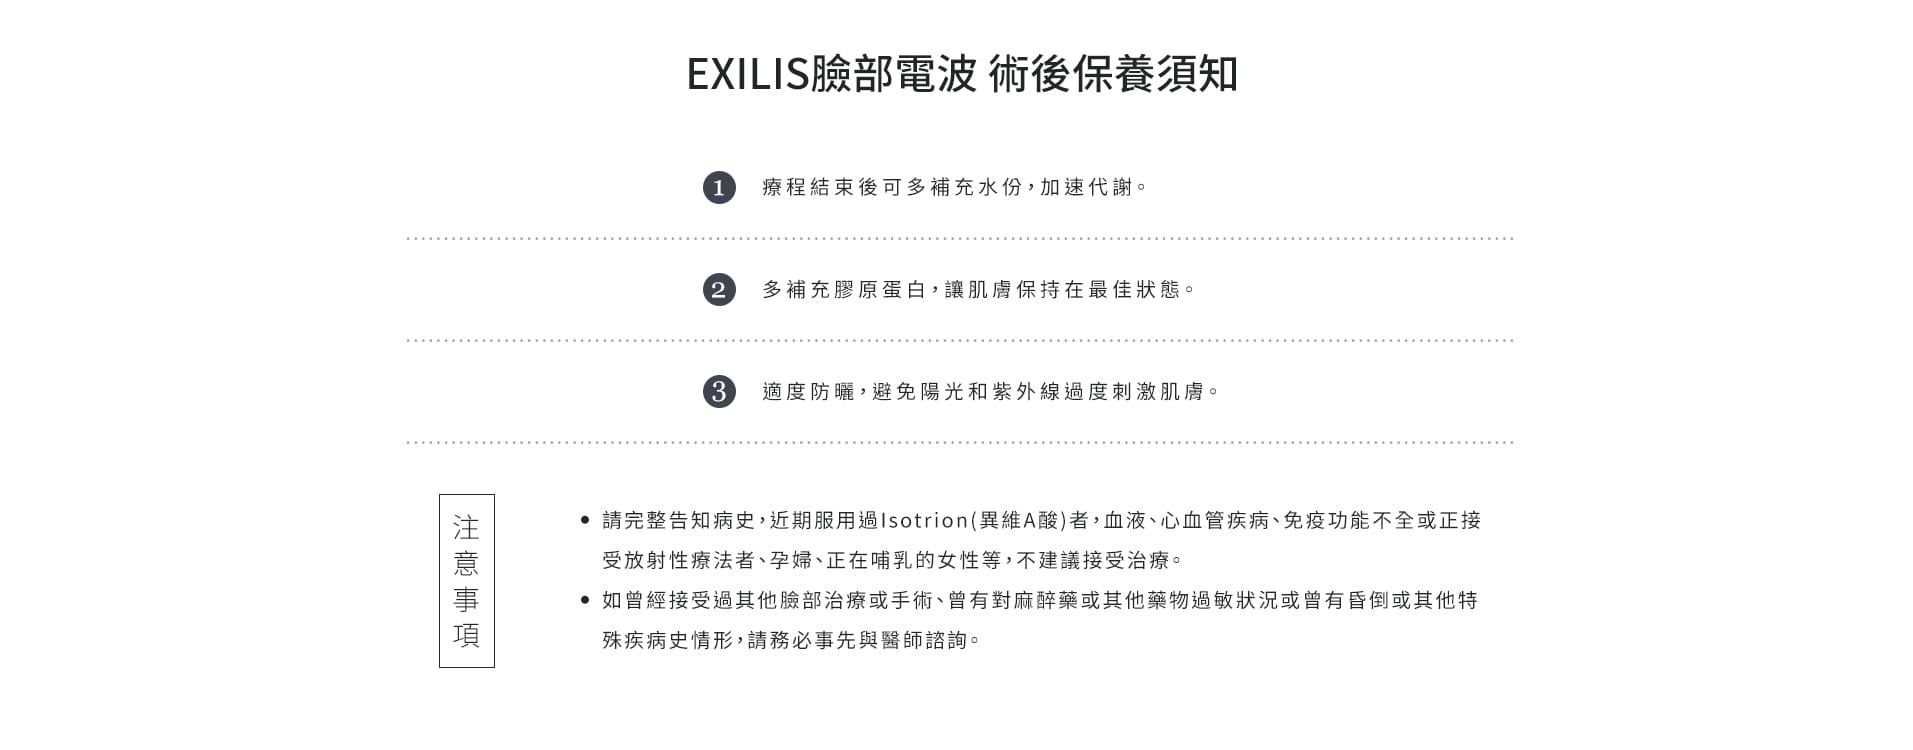 EXILIS臉部電波 術後保養須知
1 療程結束後可多補充水份，加速代謝。
2 多補充膠原蛋白，讓肌膚保持在最佳狀態。
3 適度防曬，避免陽光和紫外線過度刺激肌膚。
注意事項
• 請完整告知病史，近期服用過Isotrion(異維A酸)者，血液、心血管疾病、免疫功能不全或正接
受放射性療法者、孕婦、正在哺乳的女性等，不建議接受治療。
• 如曾經接受過其他臉部治療或手術、曾有對麻醉藥或其他藥物過敏狀況或曾有昏倒或其他特
殊疾病史情形，請務必事先與醫師諮詢。